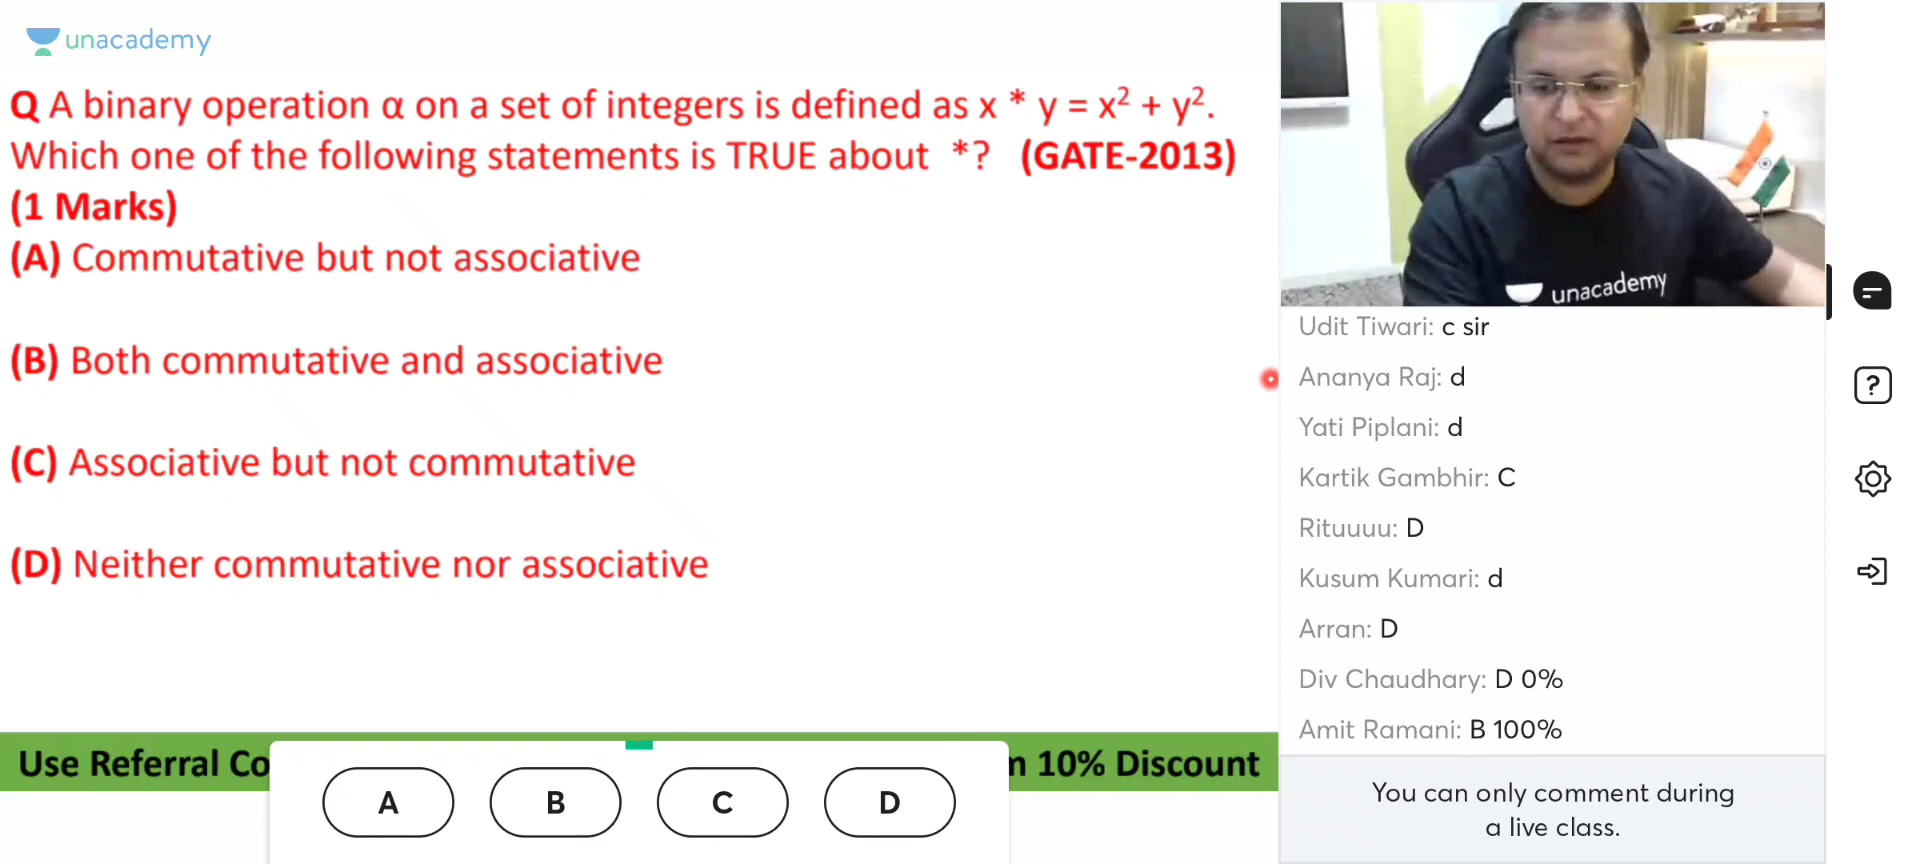 unacademy
Q A binary operation α on a set of integers is defined as x * y = x² + y².
Which one of the following statements is TRUE about *? (GATE-2013)
(1 Marks)
(A) Commutative but not associative
(B) Both commutative and associative
(C) Associative but not commutative
(D) Neither commutative nor associative
Use Referral Co
10% Discount
A B C D
unacademy
Udit Tiwari: c sir
Ananya Raj: d
Yati Piplani: d
Kartik Gambhir: C
Rituuuu: D
Kusum Kumari: d
Arran: D
Div Chaudhary: D 0%
Amit Ramani: B 100%
You can only comment during
a live class.
?